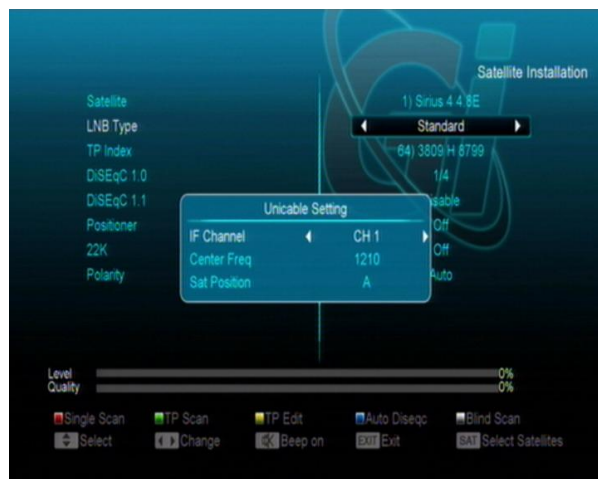 Satellite Installation
Satellite 1) Sirius 4 4.8E
LNB Type Standard
TP Index 64) 3809 H 8799
DiSEqC 1.0 1/4
DiSEqC 1.1 Disable
Positioner Off
22K Off
Polarity Auto
Unicable Setting
IF Channel CH 1
Center Freq 1210
Sat Position A
Level 0%
Quality 0%
Single Scan TP Scan TP Edit Auto Diseqc Blind Scan
Select Change Beep on EXIT Exit SAT Select Satellites